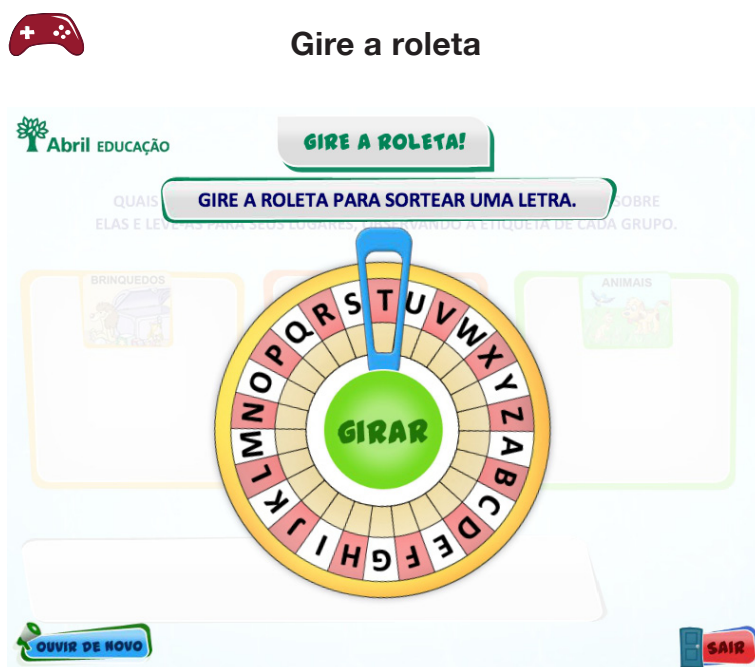 Gire a roleta
Abril EDUCAÇÃO
GIRE A ROLETA!
GIRE A ROLETA PARA SORTEAR UMA LETRA.
QUAIS SOBRE
ELAS E LEVE-AS PARA SEUS LUGARES, OBSERVANDO A ETIQUETA DE CADA GRUPO.
BRINQUEDOS
ANIMAIS
A B C D E F G H I J K L M N O P Q R S T U V W X Y Z
GIRAR
OUVIR DE NOVO
SAIR